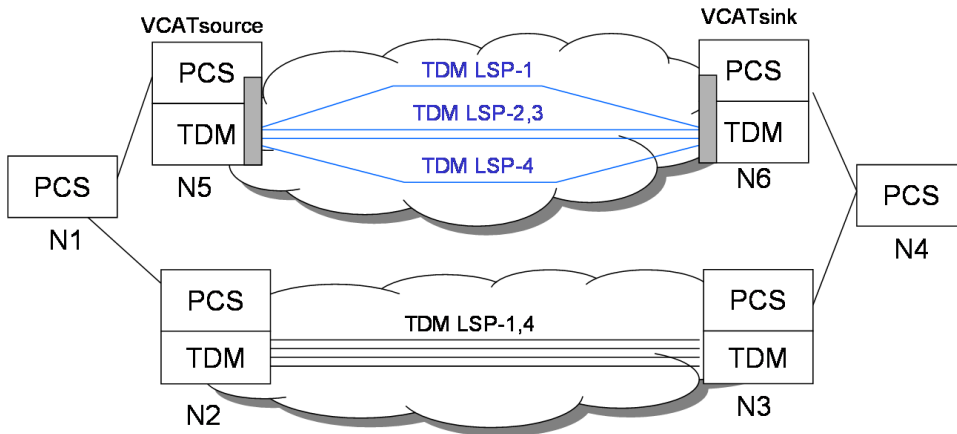 VCATsource
VCATsink
PCS
TDM
N5
TDM LSP-1
TDM LSP-2,3
TDM LSP-4
PCS
TDM
N6
PCS
N1
PCS
N4
PCS
TDM
N2
TDM LSP-1,4
PCS
TDM
N3